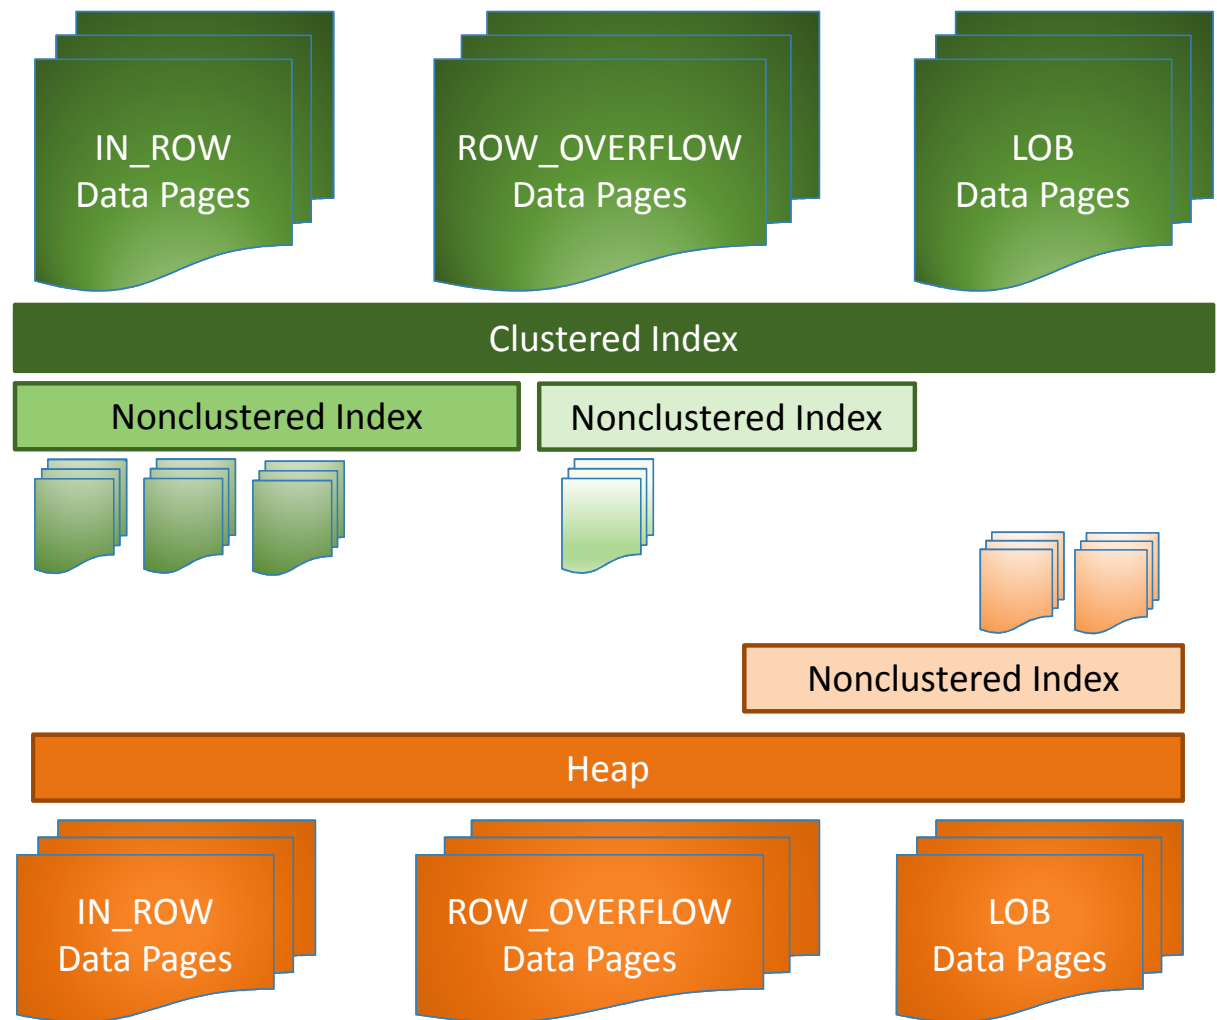 IN_ROW
Data Pages
ROW_OVERFLOW
Data Pages
LOB
Data Pages
Clustered Index
Nonclustered Index
Nonclustered Index
Nonclustered Index
Heap
IN_ROW
Data Pages
ROW_OVERFLOW
Data Pages
LOB
Data Pages